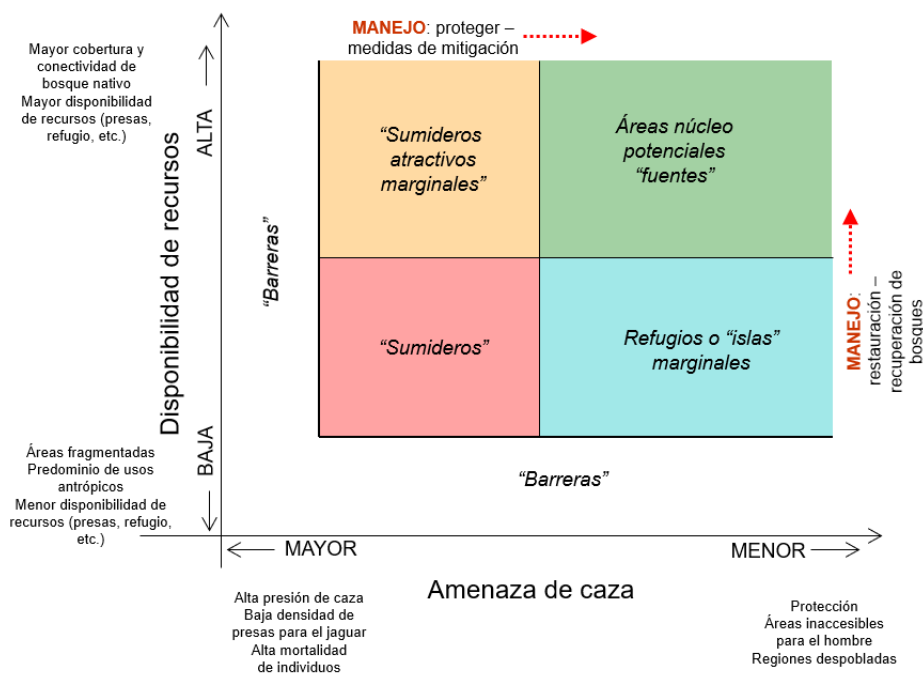 MANEJO: proteger –
medidas de mitigación
Mayor cobertura y
conectividad de
bosque nativo
Mayor disponibilidad
de recursos (presas,
refugio, etc.)
ALTA
Disponibilidad de recursos
BAJA
Áreas fragmentadas
Predominio de usos
antrópicos
Menor disponibilidad de
recursos (presas, refugio,
etc.)
“Barreras”
“Sumideros
atractivos
marginales”
Áreas núcleo
potenciales
“fuentes”
“Sumideros”
Refugios o “islas”
marginales
MANEJO:
restauración –
recuperación de
bosques
“Barreras”
MAYOR
MENOR
Amenaza de caza
Alta presión de caza
Baja densidad de
presas para el jaguar
Alta mortalidad
de individuos
Protección
Áreas inaccesibles
para el hombre
Regiones despobladas